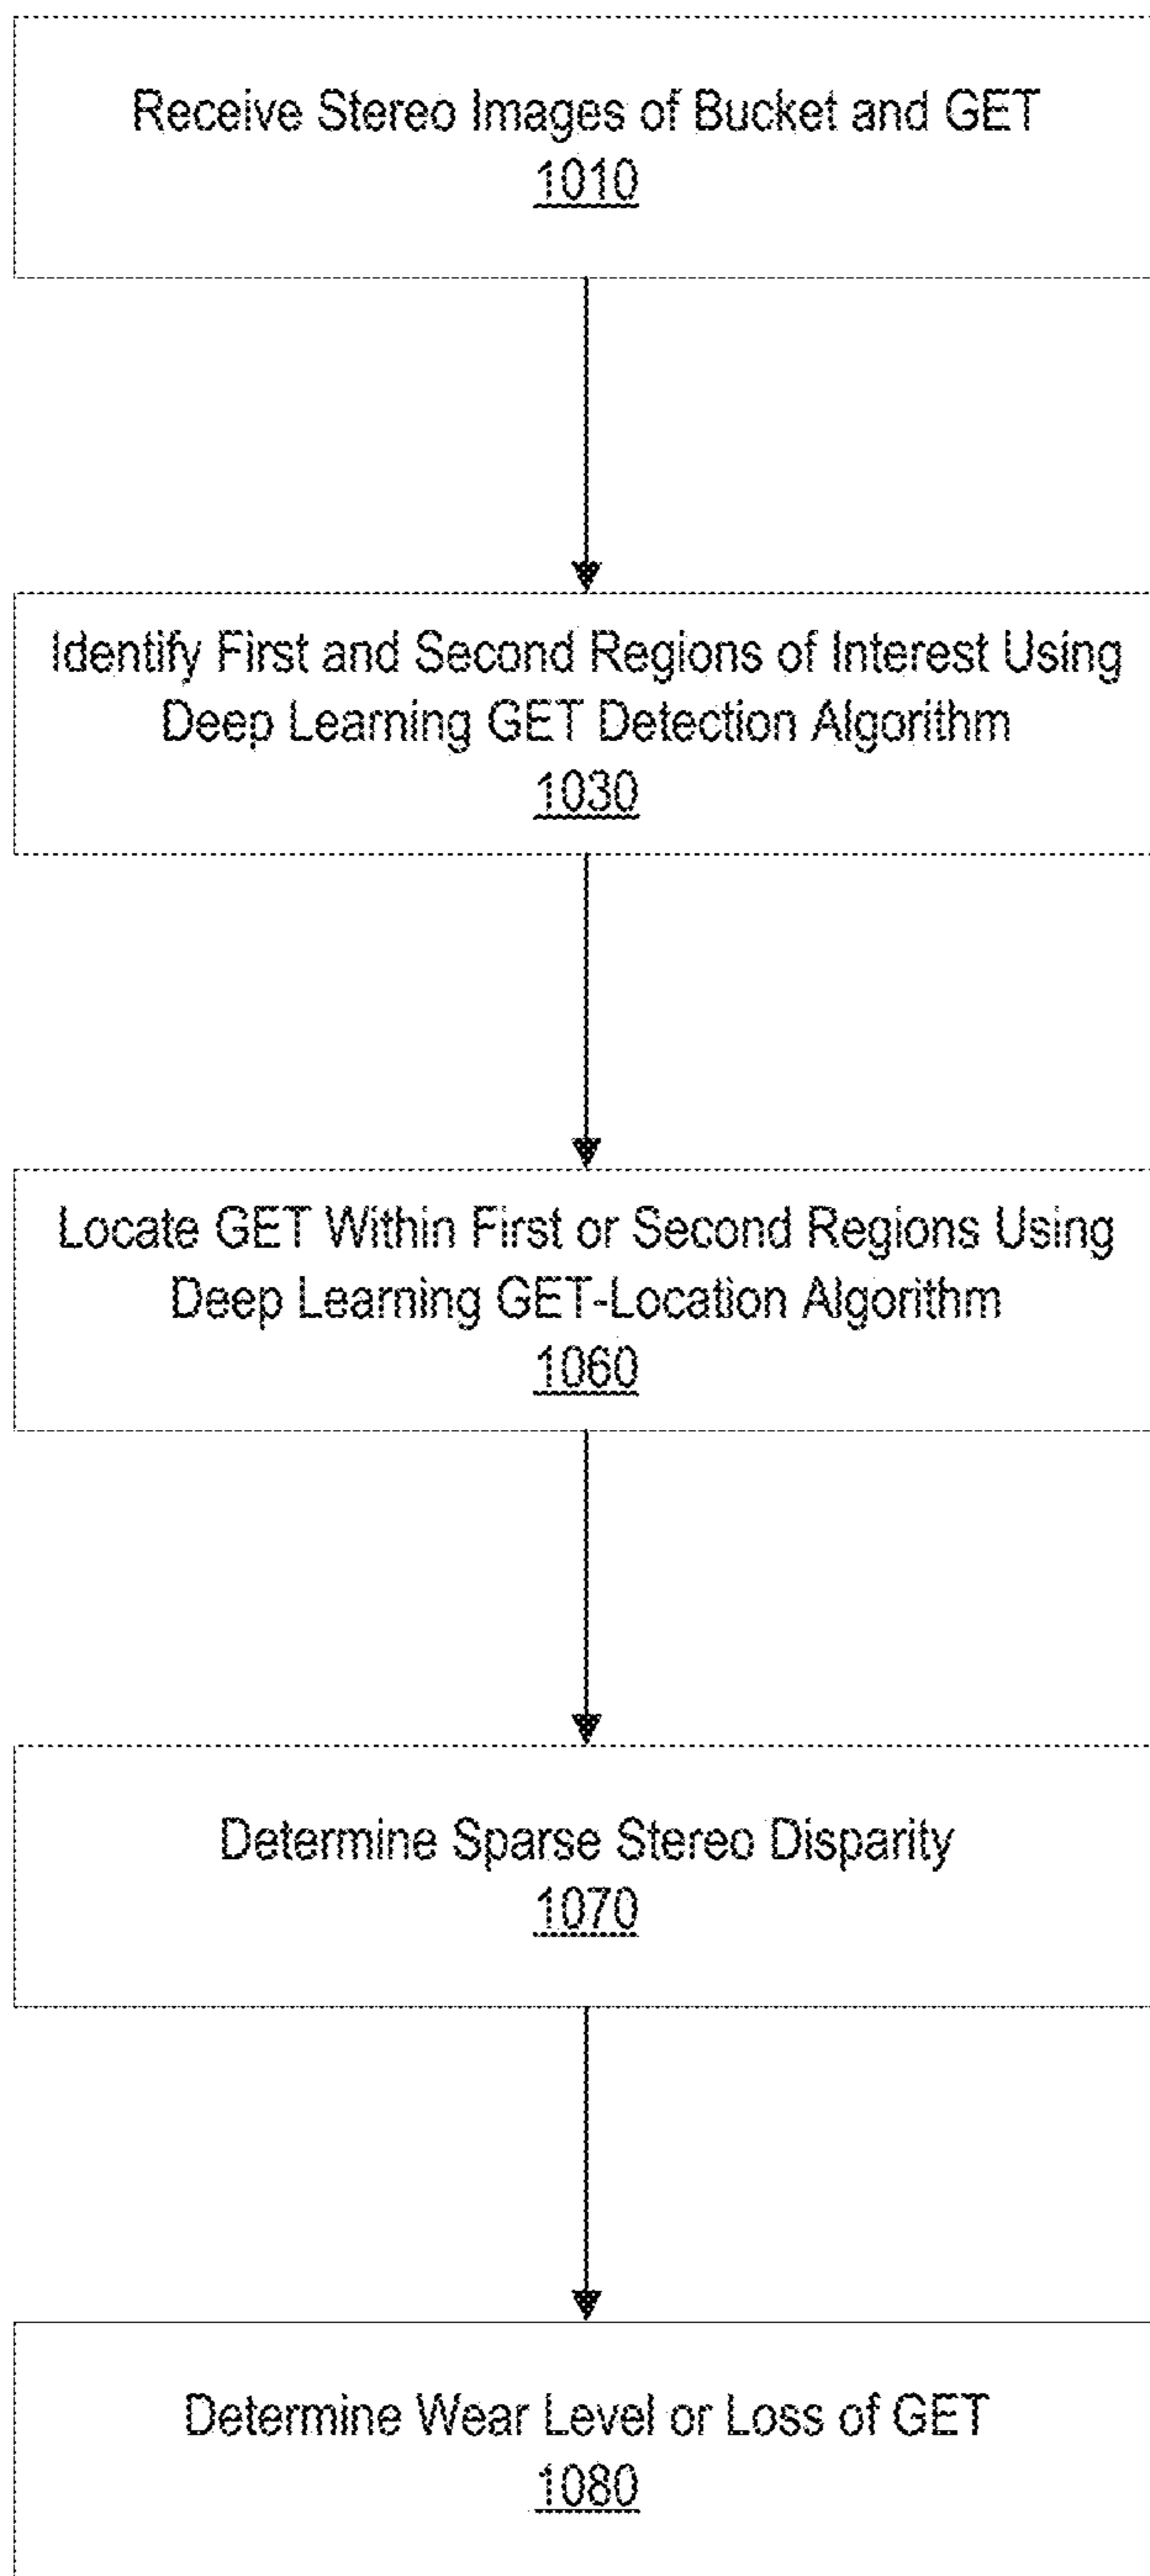 Receive Stereo Images of Bucket and GET
1010
Identify First and Second Regions of Interest Using
Deep Learning GET Detection Algorithm
1030
Locate GET Within First or Second Regions Using
Deep Learning GET-Location Algorithm
1060
Determine Sparse Stereo Disparity
1070
Determine Wear Level or Loss of GET
1080